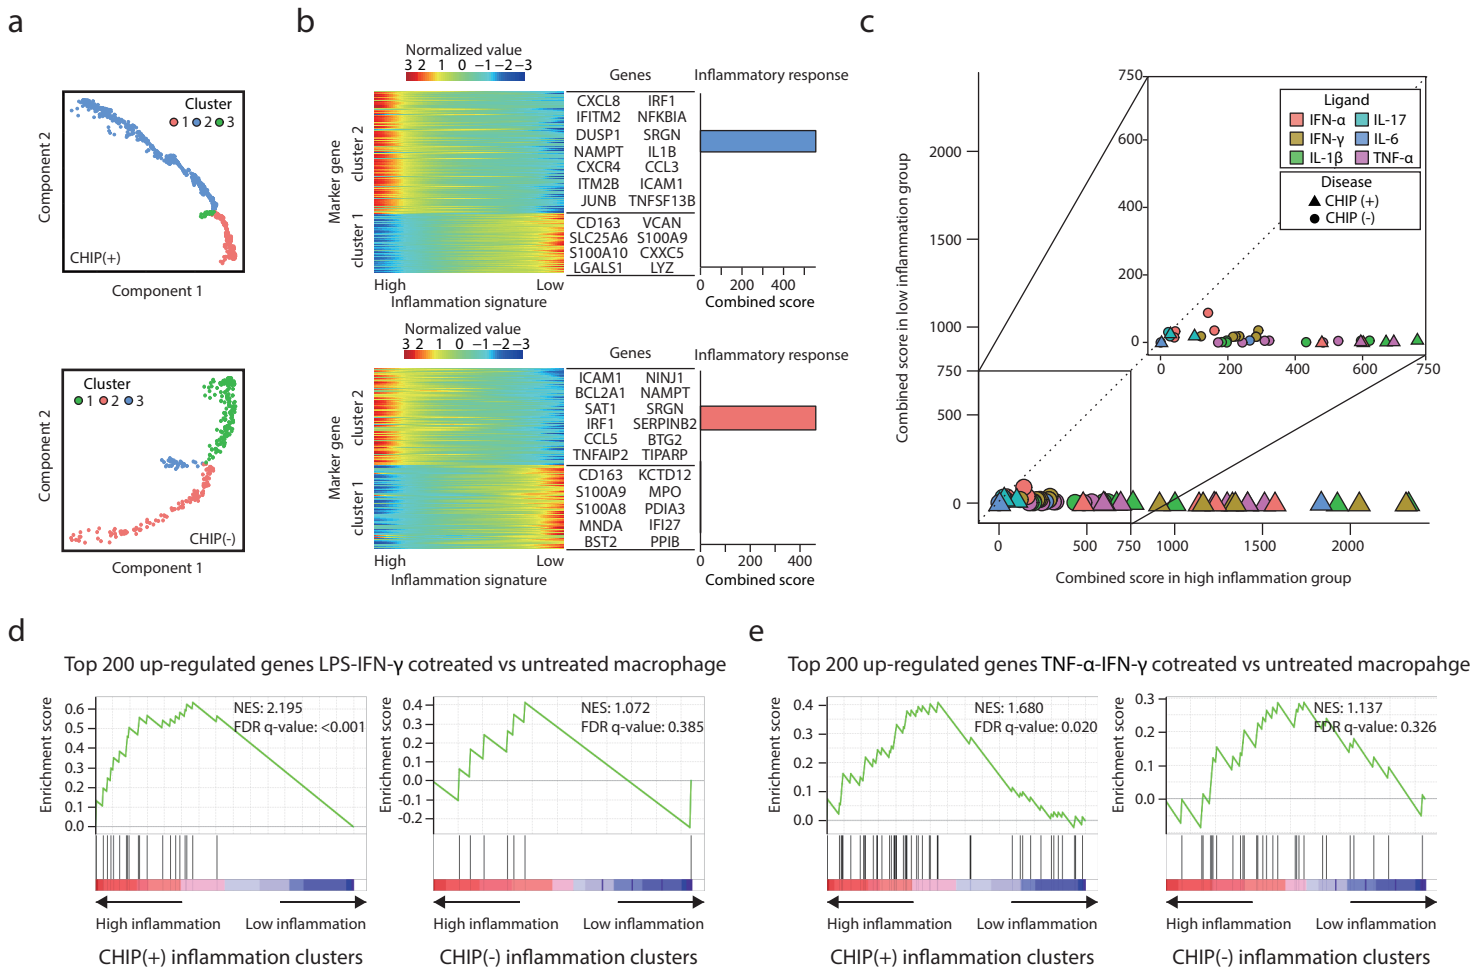 a
Cluster
1 2 3
CHIP(+)
Component 2
Component 1
Cluster
1 2 3
CHIP(-)
Component 2
Component 1
b
Normalized value
3 2 1 0 −1 −2 −3
Genes
Inflammatory response
Marker gene
cluster 2
cluster 1
CXCL8 IRF1
IFITM2 NFKBIA
DUSP1 SRGN
NAMPT IL1B
CXCR4 CCL3
ITM2B ICAM1
JUNB TNFSF13B
CD163 VCAN
SLC25A6 S100A9
S100A10 CXXC5
LGALS1 LYZ
High Low
Inflammation signature
0 200 400
Combined score
Normalized value
3 2 1 0 −1 −2 −3
Genes
Inflammatory response
Marker gene
cluster 2
cluster 1
ICAM1 NINJ1
BCL2A1 NAMPT
SAT1 SRGN
IRF1 SERPINB2
CCL5 BTG2
TNFAIP2 TIPARP
CD163 KCTD12
S100A9 MPO
S100A8 PDIA3
MNDA IFI27
BST2 PPIB
High Low
Inflammation signature
0 200 400
Combined score
c
Combined score in low inflammation group
2000
1500
1000
750
500
0
0 500 750 1000 1500 2000
Combined score in high inflammation group
750
600
400
200
0
0 200 400 600 750
Ligand
IFN-α IL-17
IFN-γ IL-6
IL-1β TNF-α
Disease
CHIP (+)
CHIP (-)
d
Top 200 up-regulated genes LPS-IFN-γ cotreated vs untreated macrophage
Enrichment score
0.6
0.5
0.4
0.3
0.2
0.1
0.0
NES: 2.195
FDR q-value: <0.001
High inflammation Low inflammation
CHIP(+) inflammation clusters
Enrichment score
0.4
0.3
0.2
0.1
0.0
-0.1
-0.2
NES: 1.072
FDR q-value: 0.385
High inflammation Low inflammation
CHIP(-) inflammation clusters
e
Top 200 up-regulated genes TNF-α-IFN-γ cotreated vs untreated macropahge
Enrichment score
0.4
0.3
0.2
0.1
0.0
NES: 1.680
FDR q-value: 0.020
High inflammation Low inflammation
CHIP(+) inflammation clusters
Enrichment score
0.3
0.2
0.1
0.0
NES: 1.137
FDR q-value: 0.326
High inflammation Low inflammation
CHIP(-) inflammation clusters